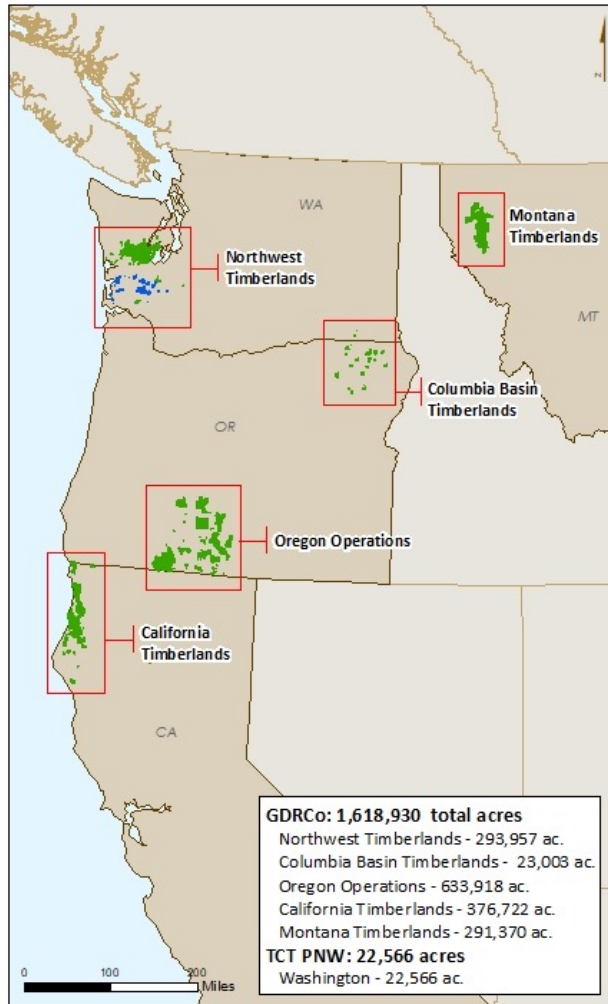 N
WA
Montana
Timberlands
Northwest
Timberlands
MT
Columbia Basin
Timberlands
OR
Oregon Operations
California
Timberlands
CA
GDRCo: 1,618,930 total acres
Northwest Timberlands - 293,957 ac.
Columbia Basin Timberlands - 23,003 ac.
Oregon Operations - 633,918 ac.
California Timberlands - 376,722 ac.
Montana Timberlands - 291,370 ac.
TCT PNW: 22,566 acres
Washington - 22,566 ac.
0 100 200
Miles